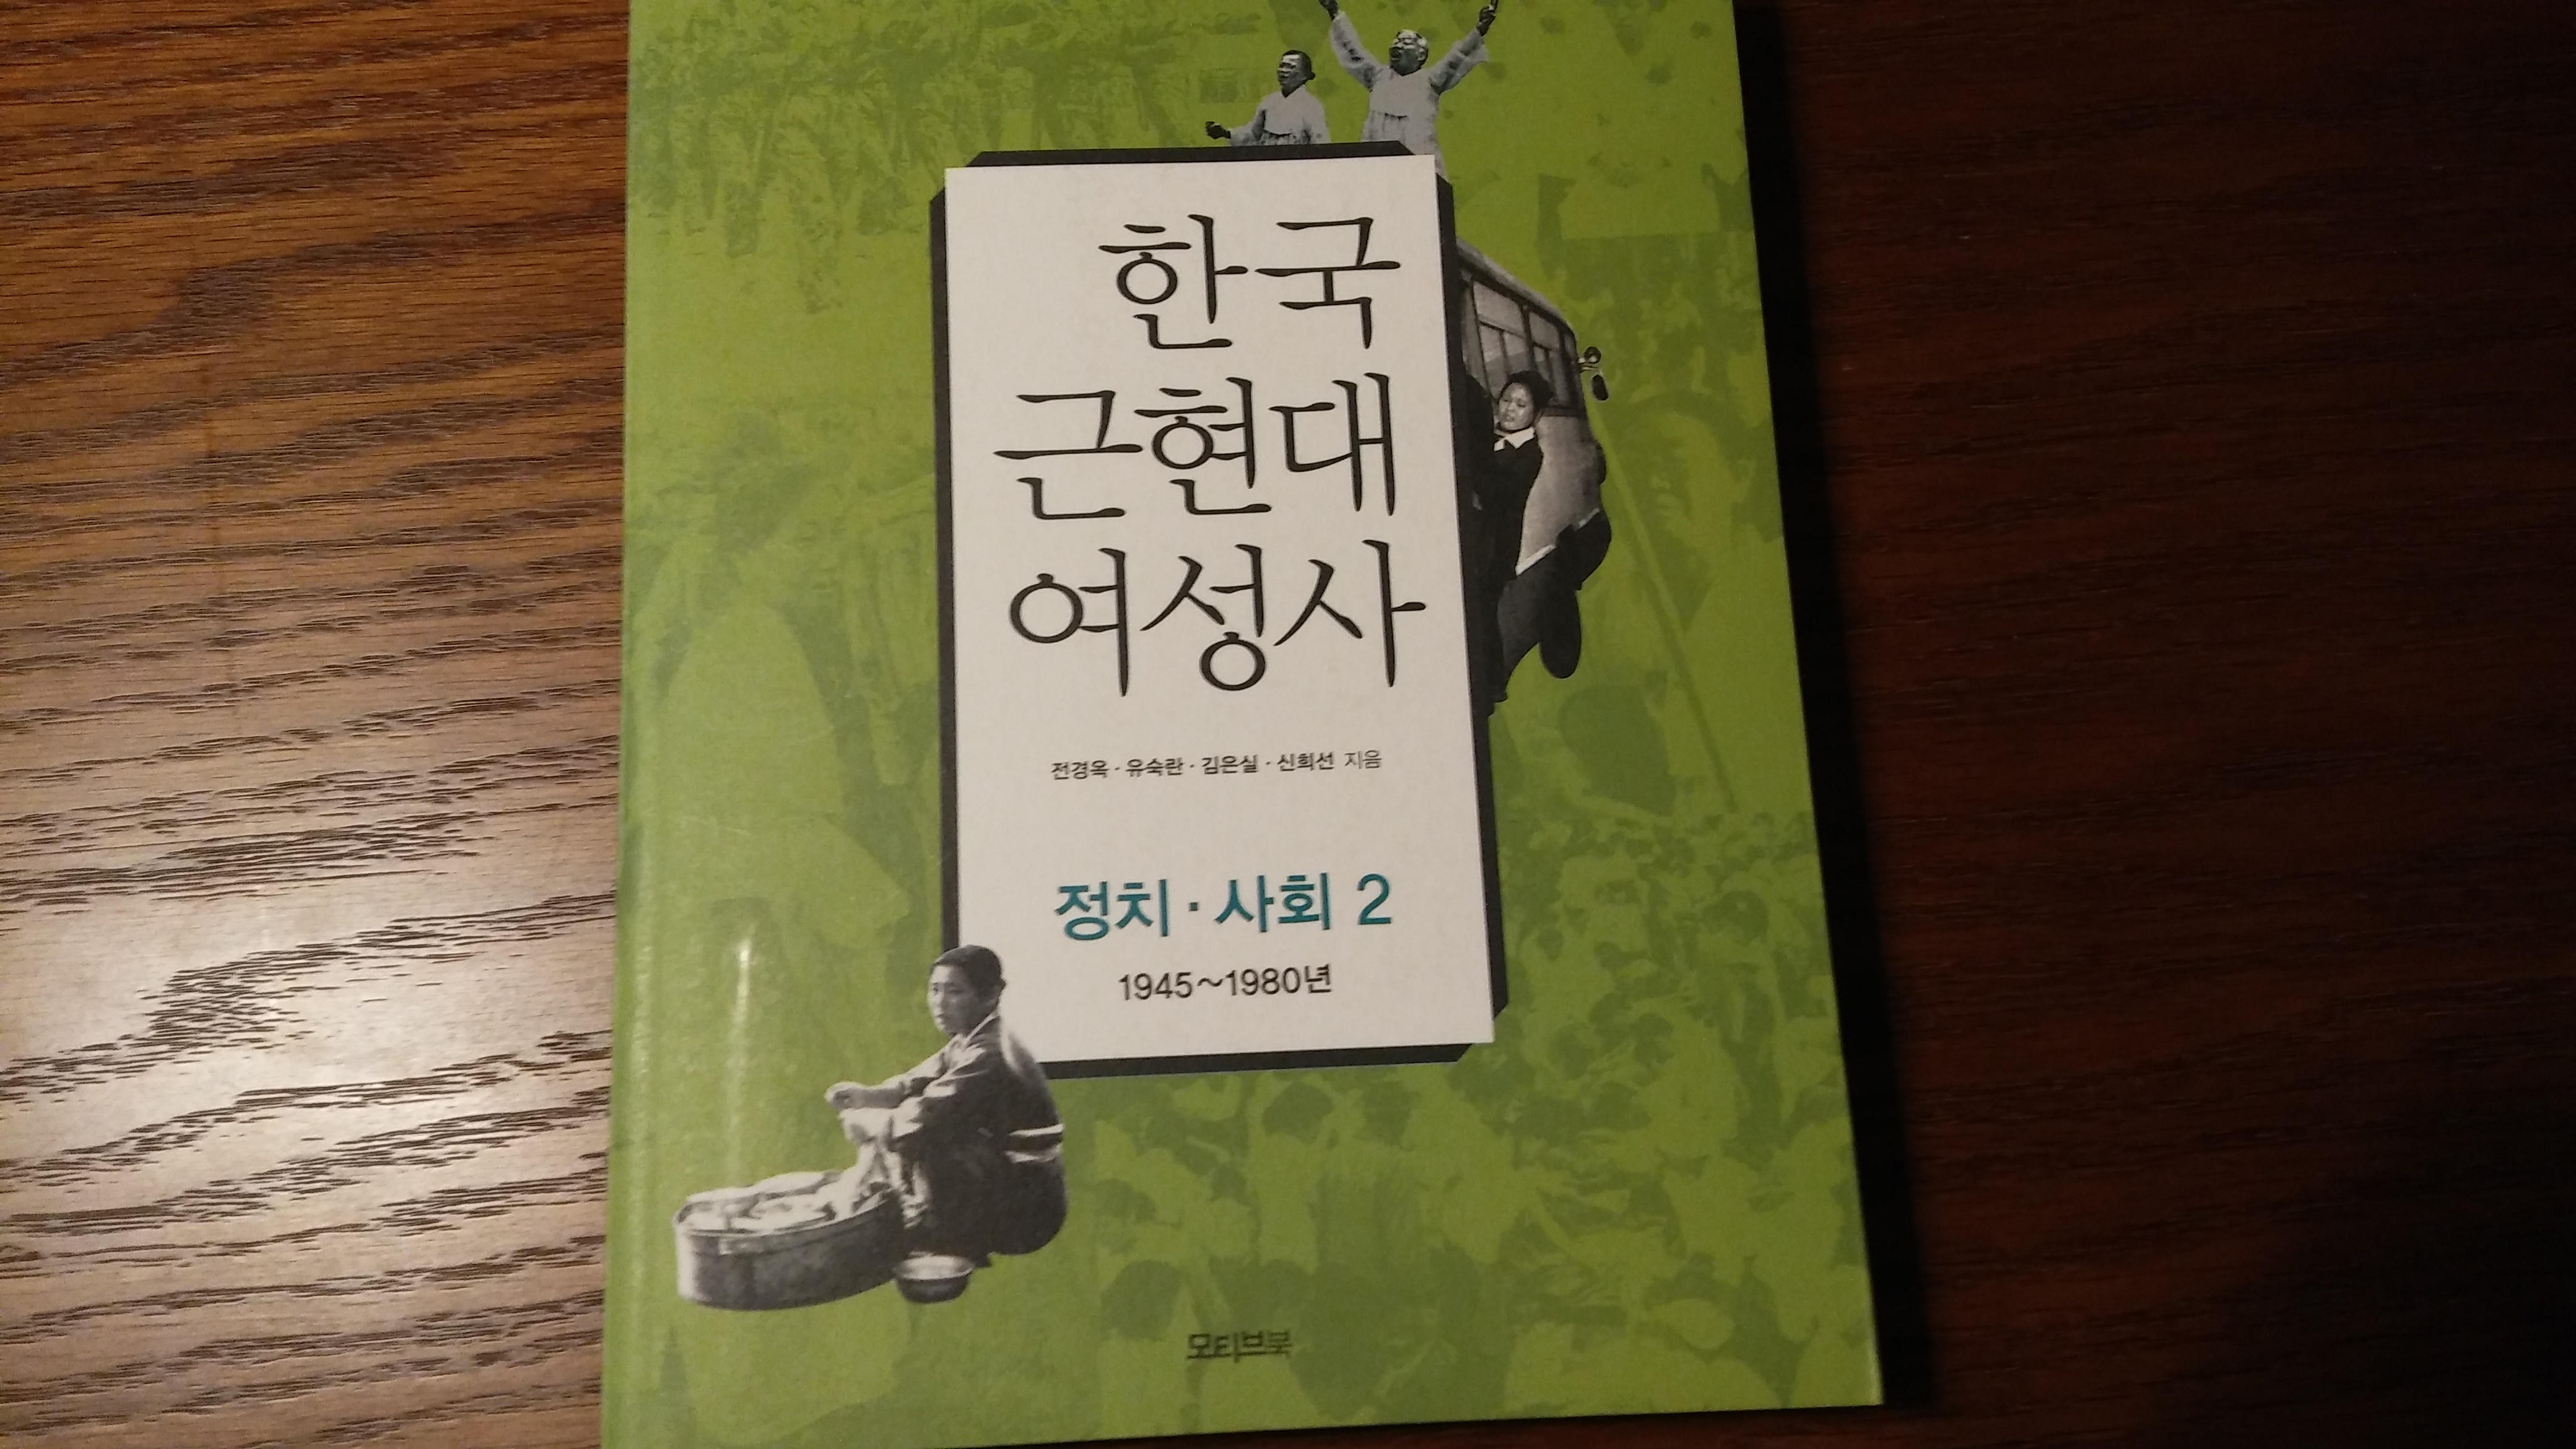 한국
근현대
여성사
전경옥·유숙란·김은실·신희선 지음
정치·사회 2
1945~1980년
모티브북